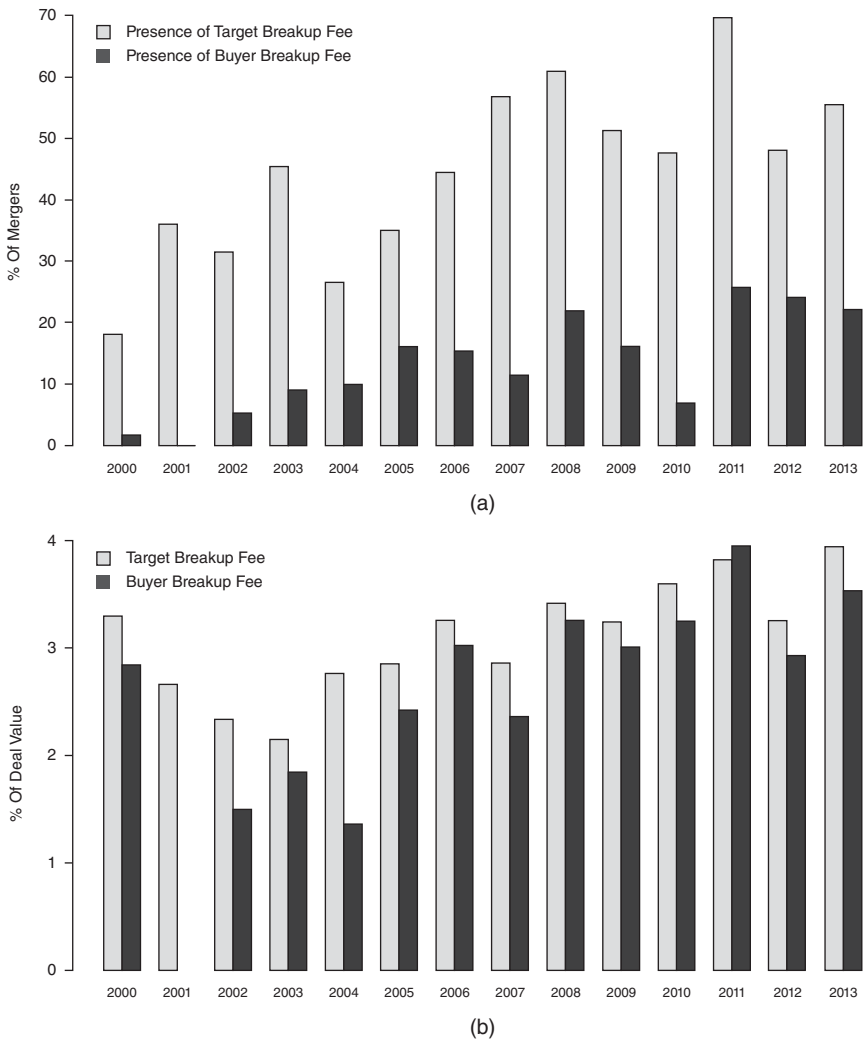 70
Presence of Target Breakup Fee
Presence of Buyer Breakup Fee
60
50
40
30
20
10
0
% Of Mergers
2000 2001 2002 2003 2004 2005 2006 2007 2008 2009 2010 2011 2012 2013
(a)
4
Target Breakup Fee
Buyer Breakup Fee
3
2
1
0
% Of Deal Value
2000 2001 2002 2003 2004 2005 2006 2007 2008 2009 2010 2011 2012 2013
(b)